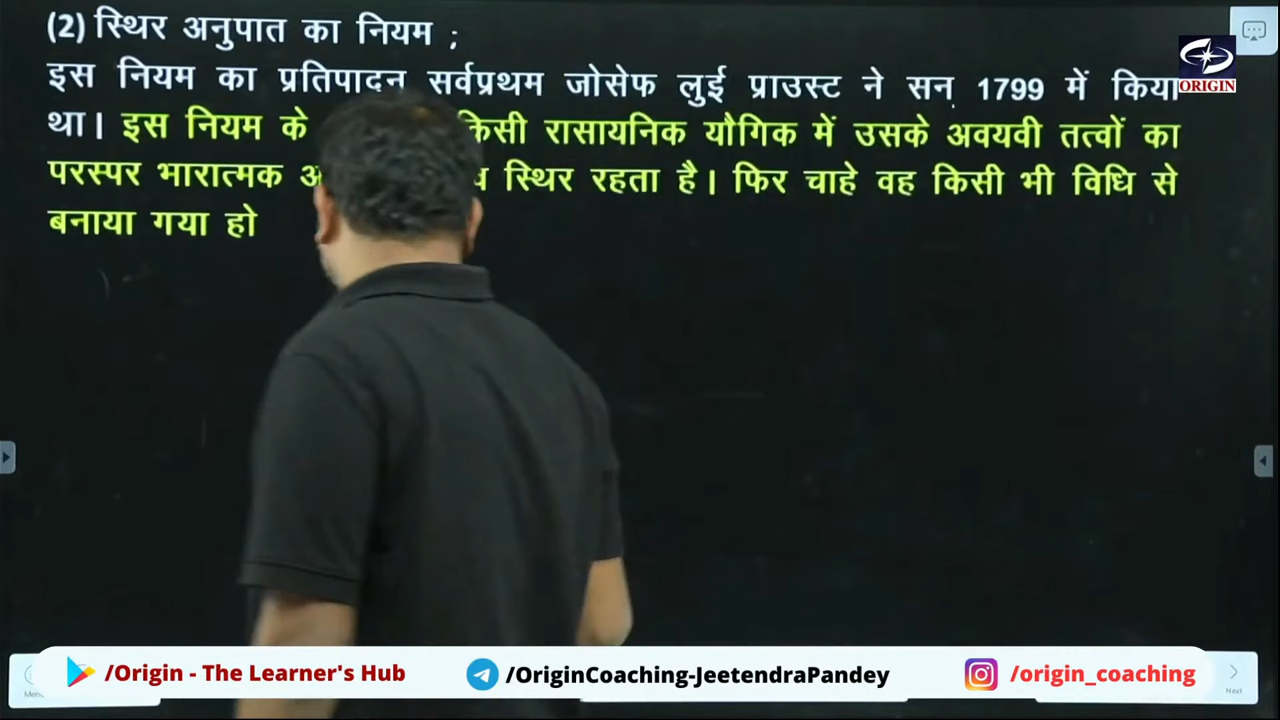 (2) स्थिर अनुपात का नियम ;
इस नियम का प्रतिपादन सर्वप्रथम जोसेफ लुई प्राउस्ट ने सन् 1799 में किया
था। इस नियम के किसी रासायनिक यौगिक में उसके अवयवी तत्वों का
परस्पर भारात्मक स्थिर रहता है। फिर चाहे वह किसी भी विधि से
बनाया गया हो
ORIGIN
/Origin - The Learner's Hub
/OriginCoaching-JeetendraPandey
/origin_coaching
Next